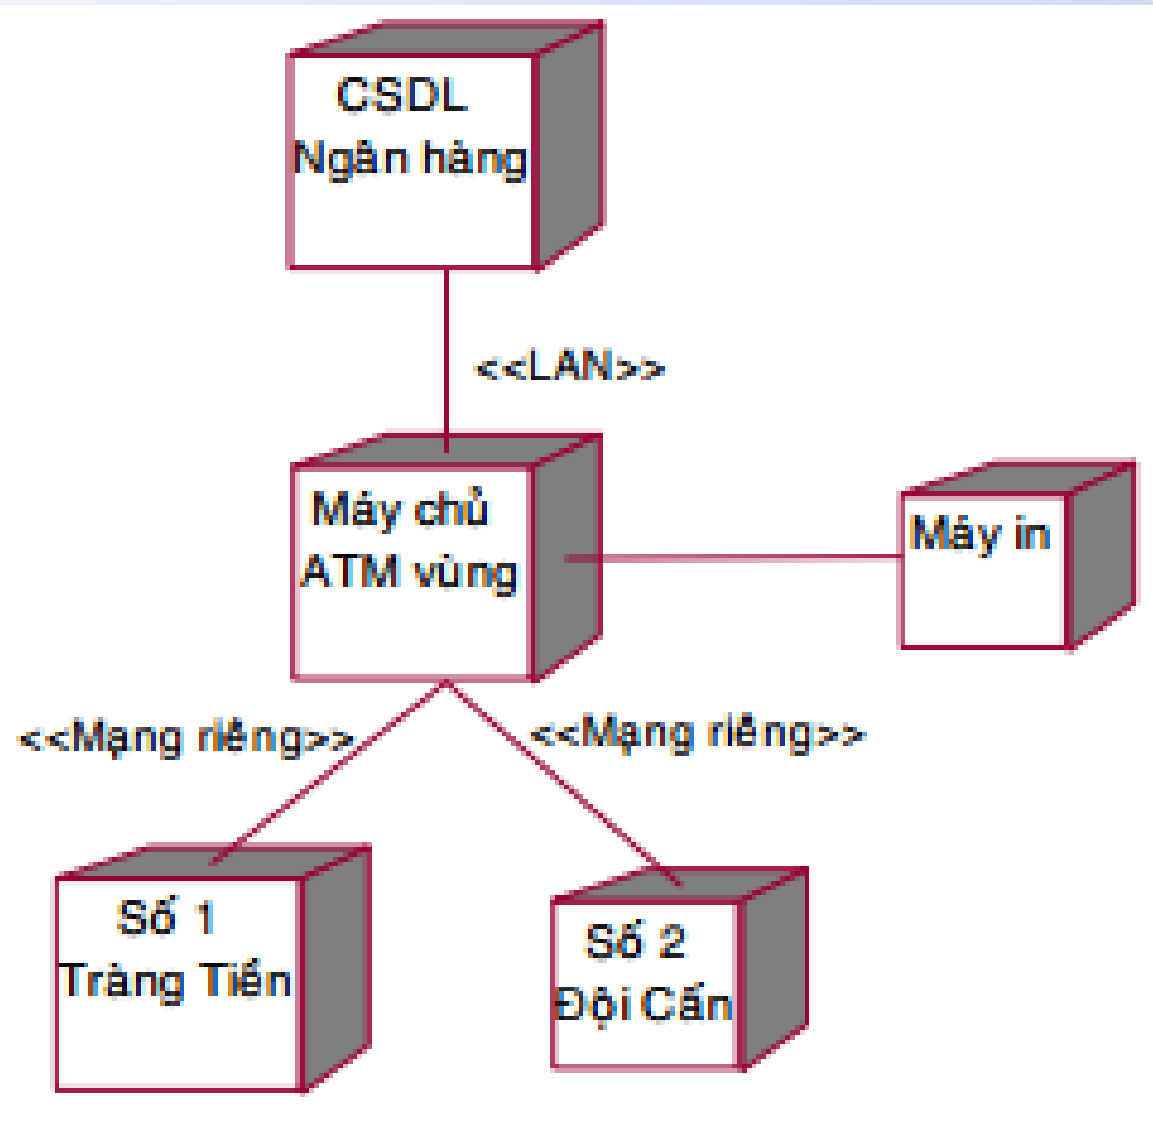 CSDL
Ngân hàng
<<LAN>>
Máy chủ
ATM vùng
Máy in
<<Mạng riêng>>
<<Mạng riêng>>
Số 1
Tràng Tiền
Số 2
Đội Cấn